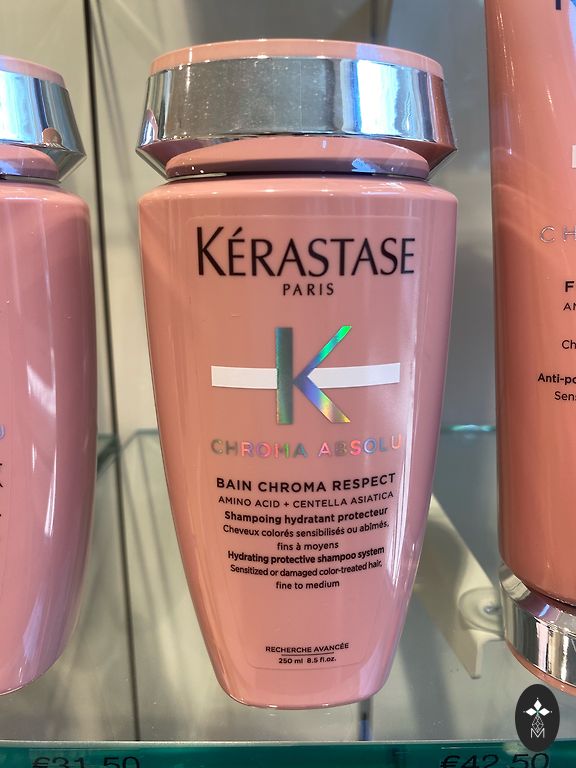 KÉRASTASE
PARIS
K
CHROMA ABSOLU
BAIN CHROMA RESPECT
AMINO ACID + CENTELLA ASIATICA
Shampoing hydratant protecteur
Cheveux colorés sensibilisés ou abîmés,
fins à moyens
Hydrating protective shampoo system
Sensitized or damaged color-treated hair,
fine to medium
RECHERCHE AVANCÉE
250 ml 8.5 fl.oz.
€31,50
€42,50
M